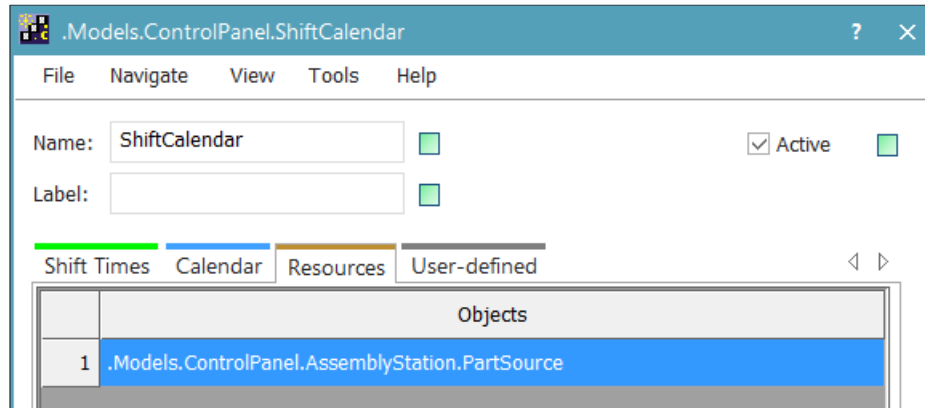 .Models.ControlPanel.ShiftCalendar ? ×
File Navigate View Tools Help
Name: ShiftCalendar Active
Label:
Shift Times Calendar Resources User-defined
Objects
1 .Models.ControlPanel.AssemblyStation.PartSource